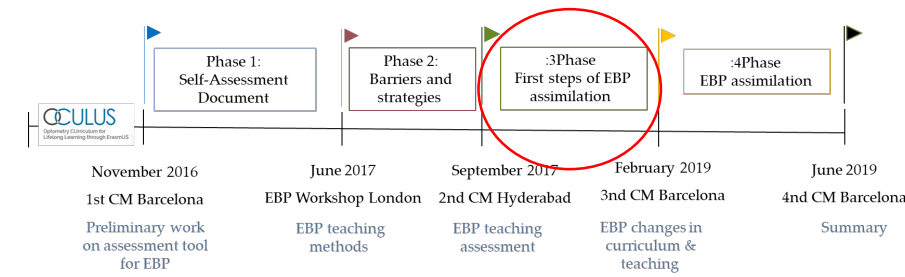 Phase 1:
Self-Assessment
Document
Phase 2:
Barriers and
strategies
:3Phase
First steps of EBP
assimilation
:4Phase
EBP assimilation
OCULUS
Optometry CUrriculum for
Lifelong Learning through ErasmUS
November 2016
1st CM Barcelona
Preliminary work
on assessment tool
for EBP
June 2017
EBP Workshop London
EBP teaching
methods
September 2017
2nd CM Hyderabad
EBP teaching
assessment
February 2019
3nd CM Barcelona
EBP changes in
curriculum &
teaching
June 2019
4nd CM Barcelona
Summary